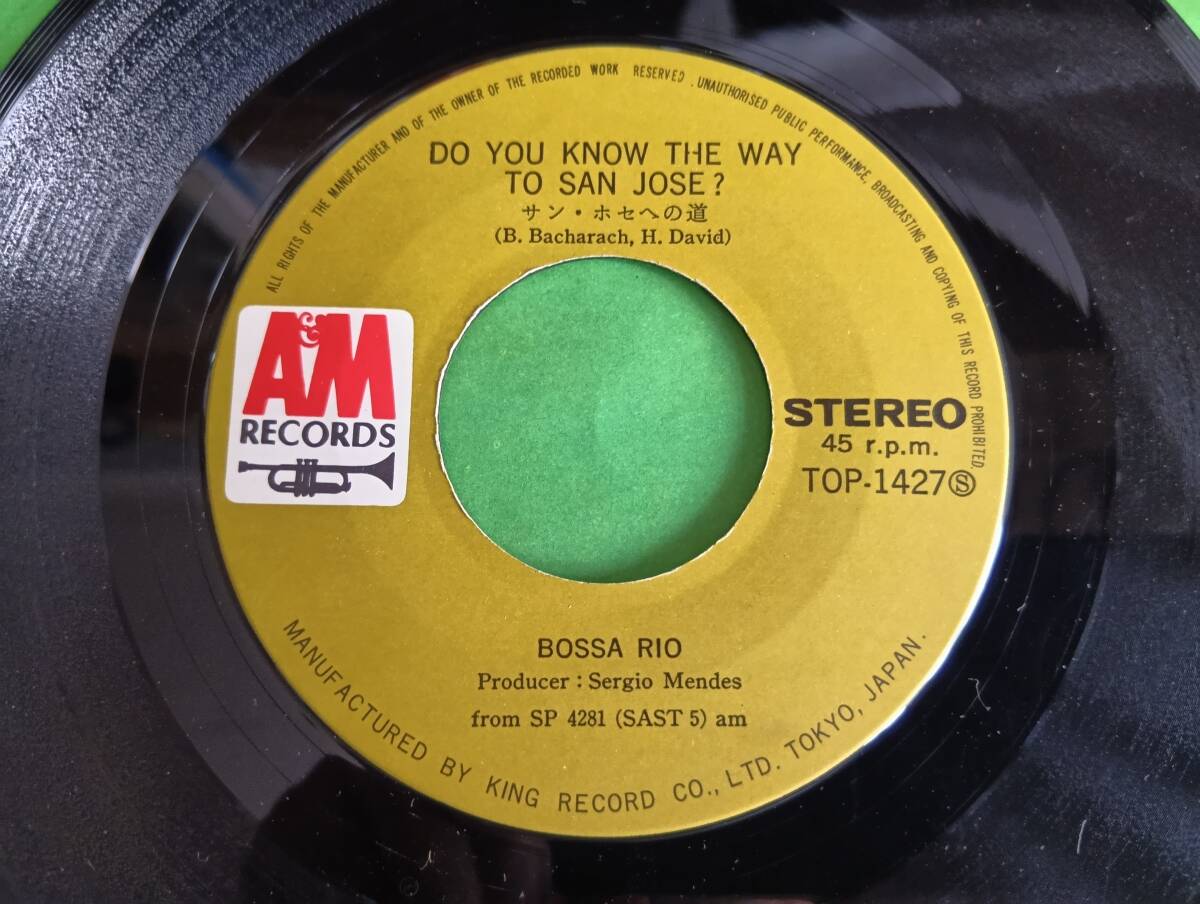 ALL RIGHTS OF THE MANUFACTURER AND OF THE OWNER OF THE RECORDED WORK RESERVED. UNAUTHORISED PUBLIC PERFORMANCE, BROADCASTING AND COPYING OF THIS RECORD PROHIBITED.
DO YOU KNOW THE WAY
TO SAN JOSE?
サン・ホセへの道
(B. Bacharach, H. David)
A&M
RECORDS
STEREO
45 r.p.m.
TOP-1427Ⓢ
BOSSA RIO
Producer : Sergio Mendes
from SP 4281 (SAST 5) am
MANUFACTURED BY KING RECORD CO., LTD. TOKYO, JAPAN.